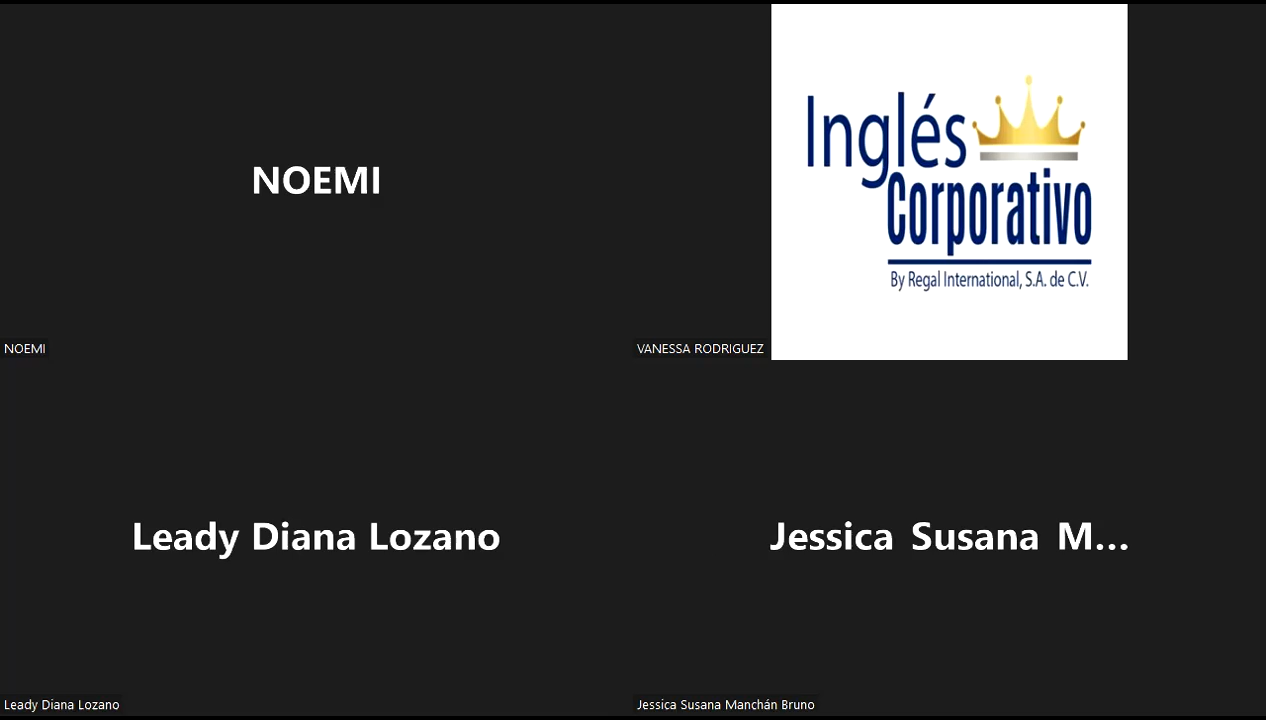 NOEMI
NOEMI
Inglés
Corporativo
By Regal International, S.A. de C.V.
VANESSA RODRIGUEZ
Leady Diana Lozano
Leady Diana Lozano
Jessica Susana M...
Jessica Susana Manchán Bruno